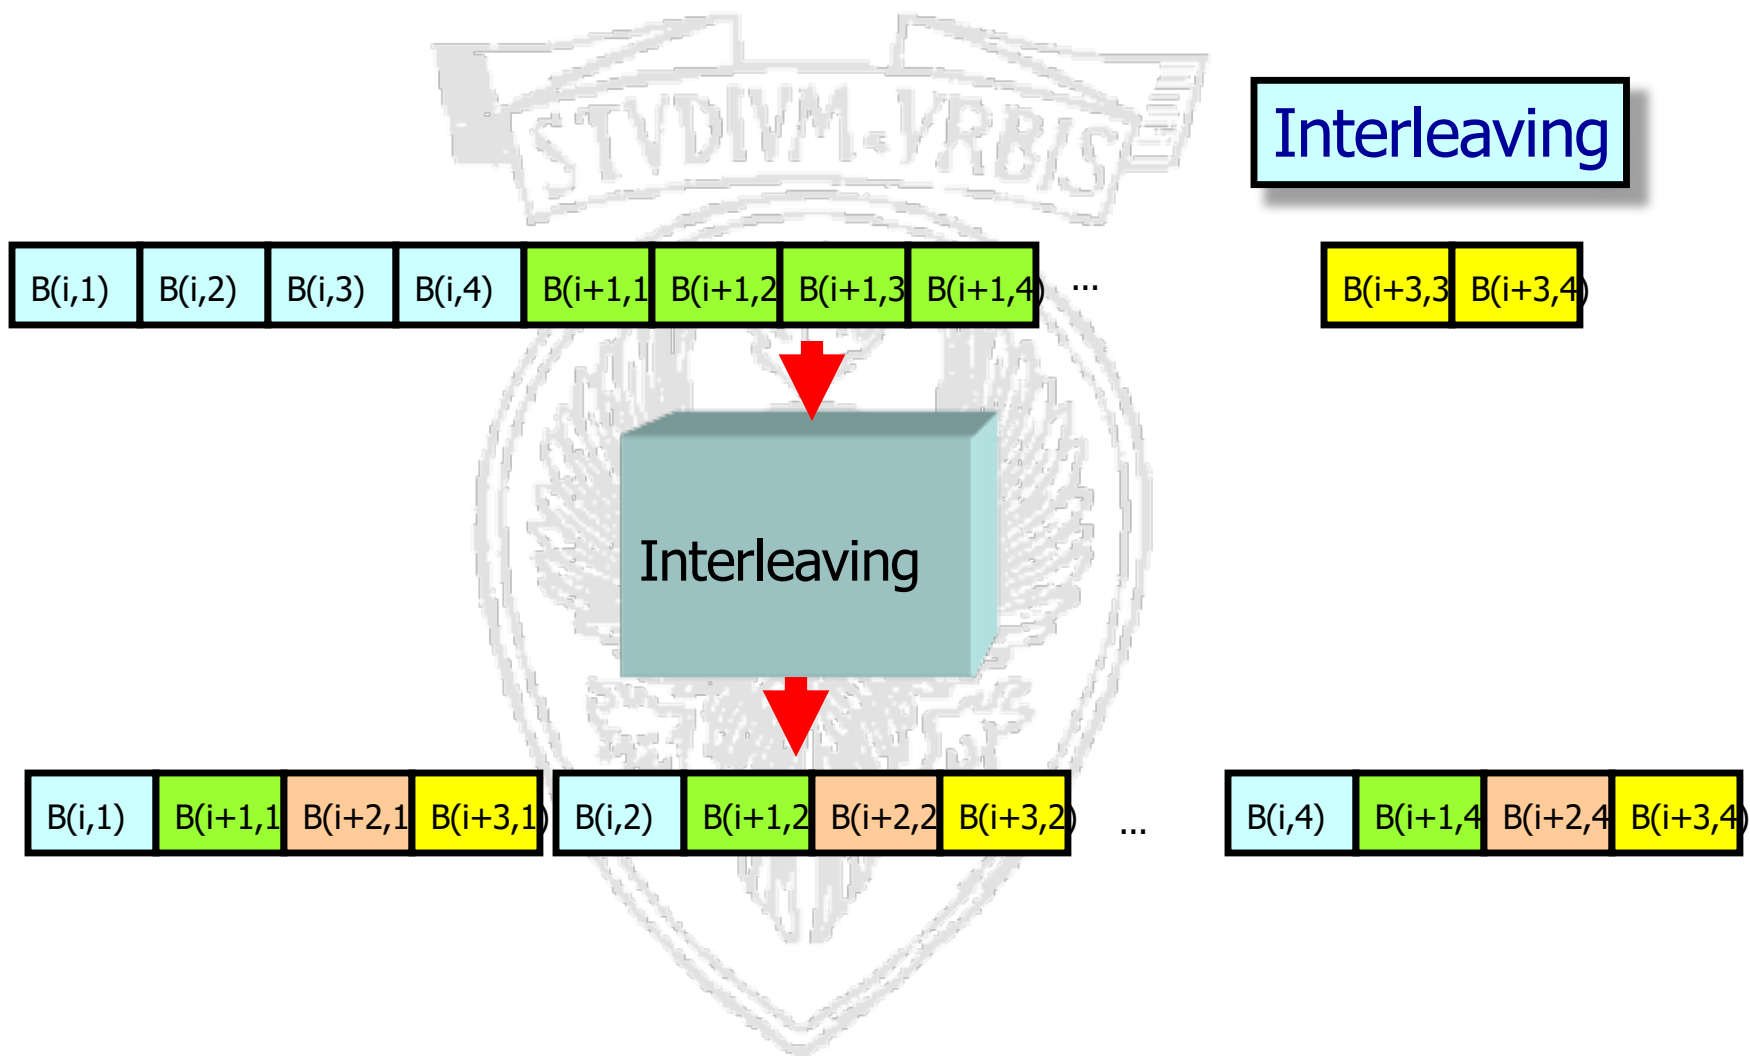 STVDIVM VRBIS
Interleaving
B(i,1) B(i,2) B(i,3) B(i,4) B(i+1,1 B(i+1,2 B(i+1,3 B(i+1,4) ... B(i+3,3 B(i+3,4)
Interleaving
B(i,1) B(i+1,1 B(i+2,1 B(i+3,1) B(i,2) B(i+1,2 B(i+2,2 B(i+3,2) ... B(i,4) B(i+1,4 B(i+2,4 B(i+3,4)